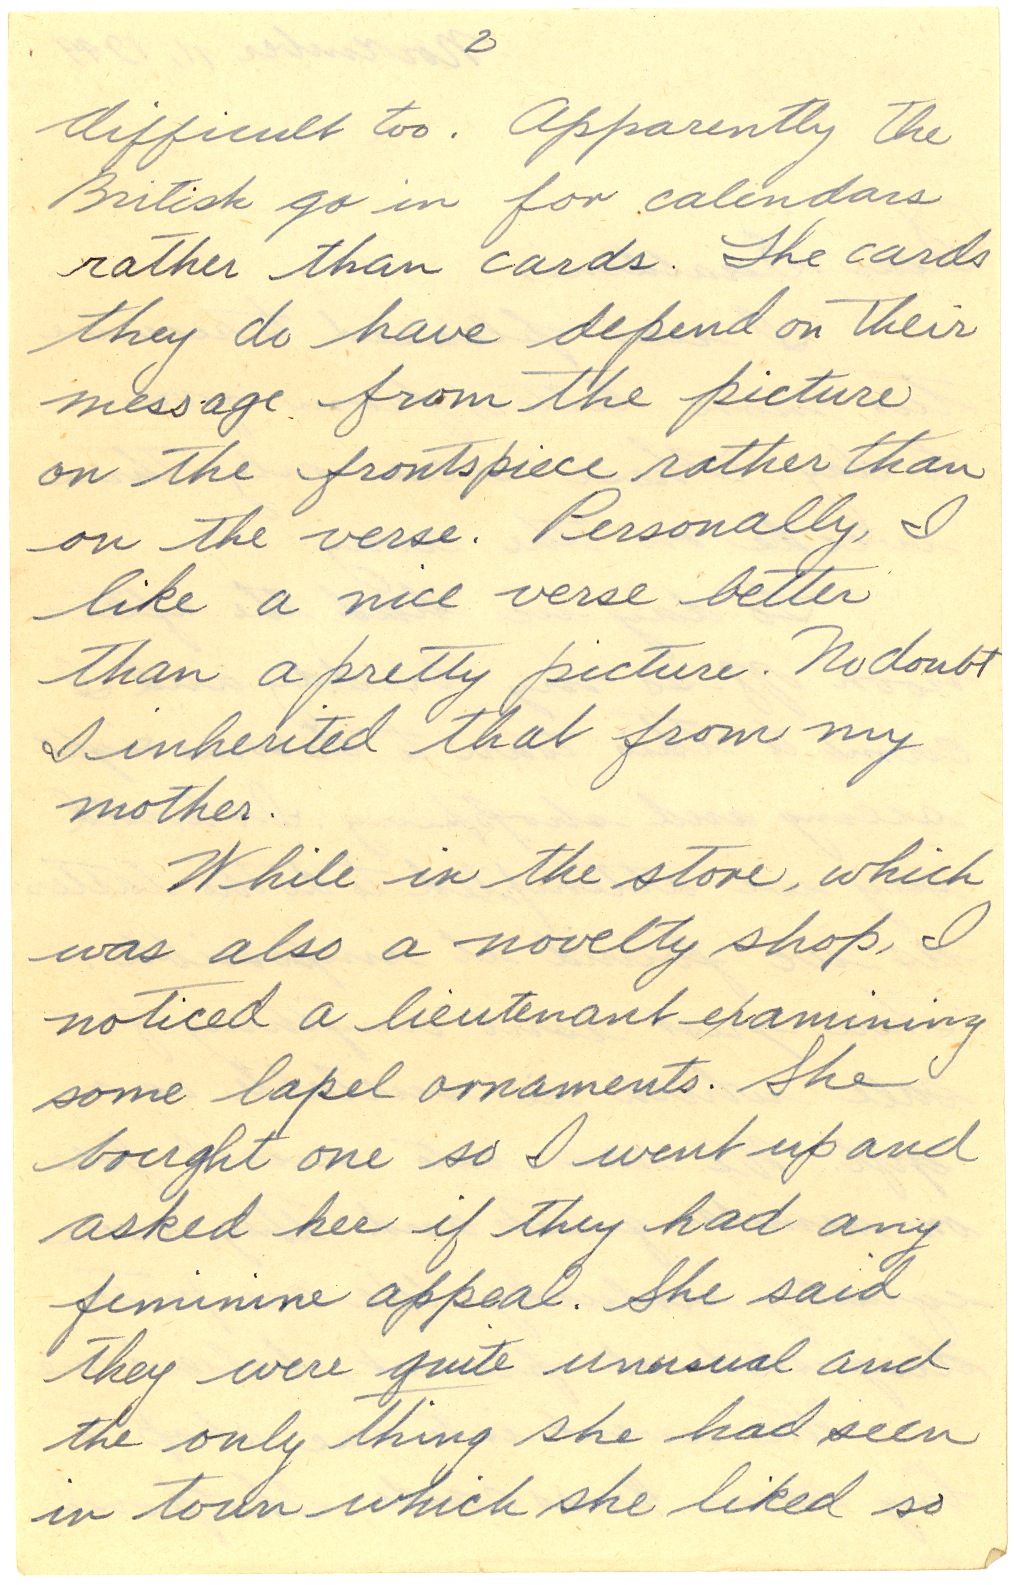 2
difficult too. Apparently the
British go in for calendars
rather than cards. The cards
they do have depend on their
message from the picture
on the frontspiece rather than
on the verse. Personally, I
like a nice verse better
than a pretty picture. No doubt
I inherited that from my
mother.
While in the store, which
was also a novelty shop, I
noticed a lieutenant examining
some lapel ornaments. She
bought one so I went up and
asked her if they had any
feminine appeal. She said
they were quite unusual and
the only thing she had seen
in town which she liked so